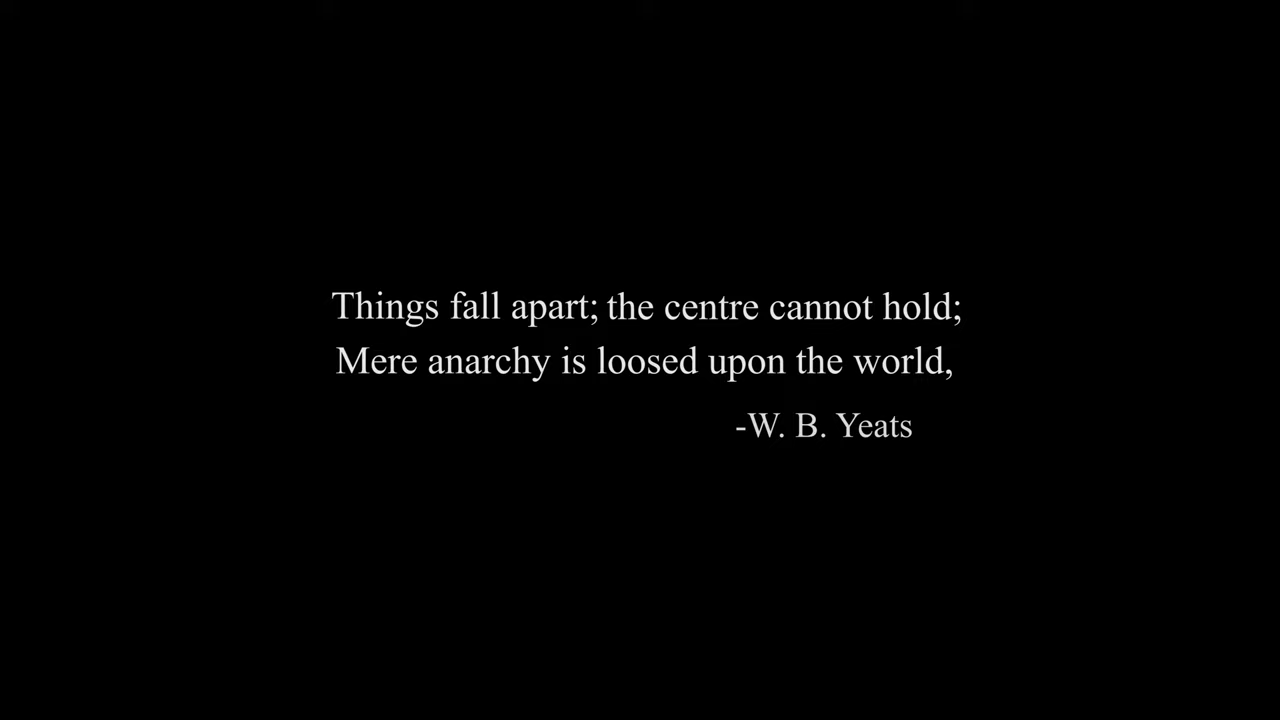 Things fall apart; the centre cannot hold;
Mere anarchy is loosed upon the world,
-W. B. Yeats